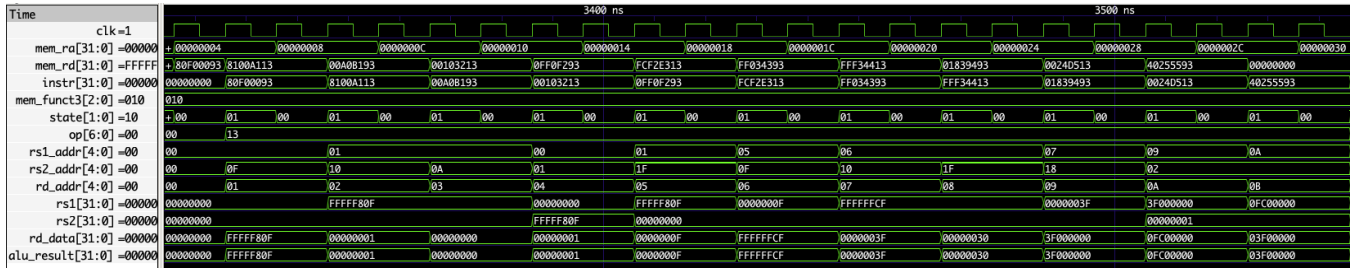 Time 3400 ns 3500 ns
clk=1
mem_ra[31:0] =00000 + 00000004 00000008 0000000C 00000010 00000014 00000018 0000001C 00000020 00000024 00000028 0000002C 00000030
mem_rd[31:0] =FFFFF + 80F00093 8100A113 00A0B193 00103213 0FF0F293 FCF2E313 FF034393 FFF34413 01839493 0024D513 40255593 00000000
instr[31:0] =00000 00000000 80F00093 8100A113 00A0B193 00103213 0FF0F293 FCF2E313 FF034393 FFF34413 01839493 0024D513 40255593
mem_funct3[2:0] =010 010
state[1:0] =10 + 00 01 00 01 00 01 00 01 00 01 00 01 00 01 00 01 00 01 00 01 00 01
op[6:0] =00 00 13
rs1_addr[4:0] =00 00 01 00 01 05 06 07 09 0A
rs2_addr[4:0] =00 00 0F 10 0A 01 1F 0F 10 1F 18 02
rd_addr[4:0] =00 00 01 02 03 04 05 06 07 08 09 0A 0B
rs1[31:0] =00000 00000000 FFFFF80F 00000000 FFFFF80F 0000000F FFFFFFCF 0000003F 3F000000 0FC00000
rs2[31:0] =00000 00000000 FFFFF80F 00000000 00000001
rd_data[31:0] =00000 00000000 FFFFF80F 00000001 00000000 00000001 0000000F FFFFFFCF 0000003F 00000030 3F000000 0FC00000 03F00000
alu_result[31:0] =00000 00000000 FFFFF80F 00000001 00000000 00000001 0000000F FFFFFFCF 0000003F 00000030 3F000000 0FC00000 03F00000